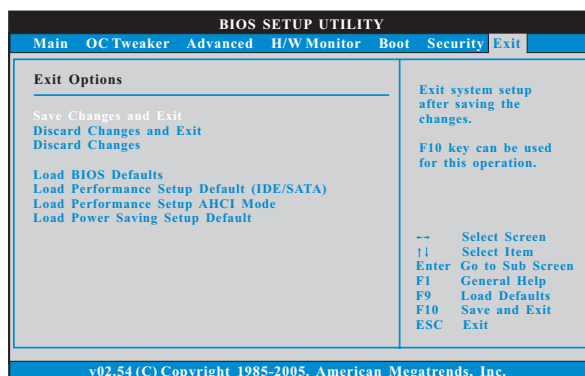 BIOS SETUP UTILITY
Main OC Tweaker Advanced H/W Monitor Boot Security Exit
Exit Options
Save Changes and Exit
Discard Changes and Exit
Discard Changes
Load BIOS Defaults
Load Performance Setup Default (IDE/SATA)
Load Performance Setup AHCI Mode
Load Power Saving Setup Default
Exit system setup
after saving the
changes.
F10 key can be used
for this operation.
←→ Select Screen
↑↓ Select Item
Enter Go to Sub Screen
F1 General Help
F9 Load Defaults
F10 Save and Exit
ESC Exit
v02.54 (C) Copyright 1985-2005, American Megatrends, Inc.